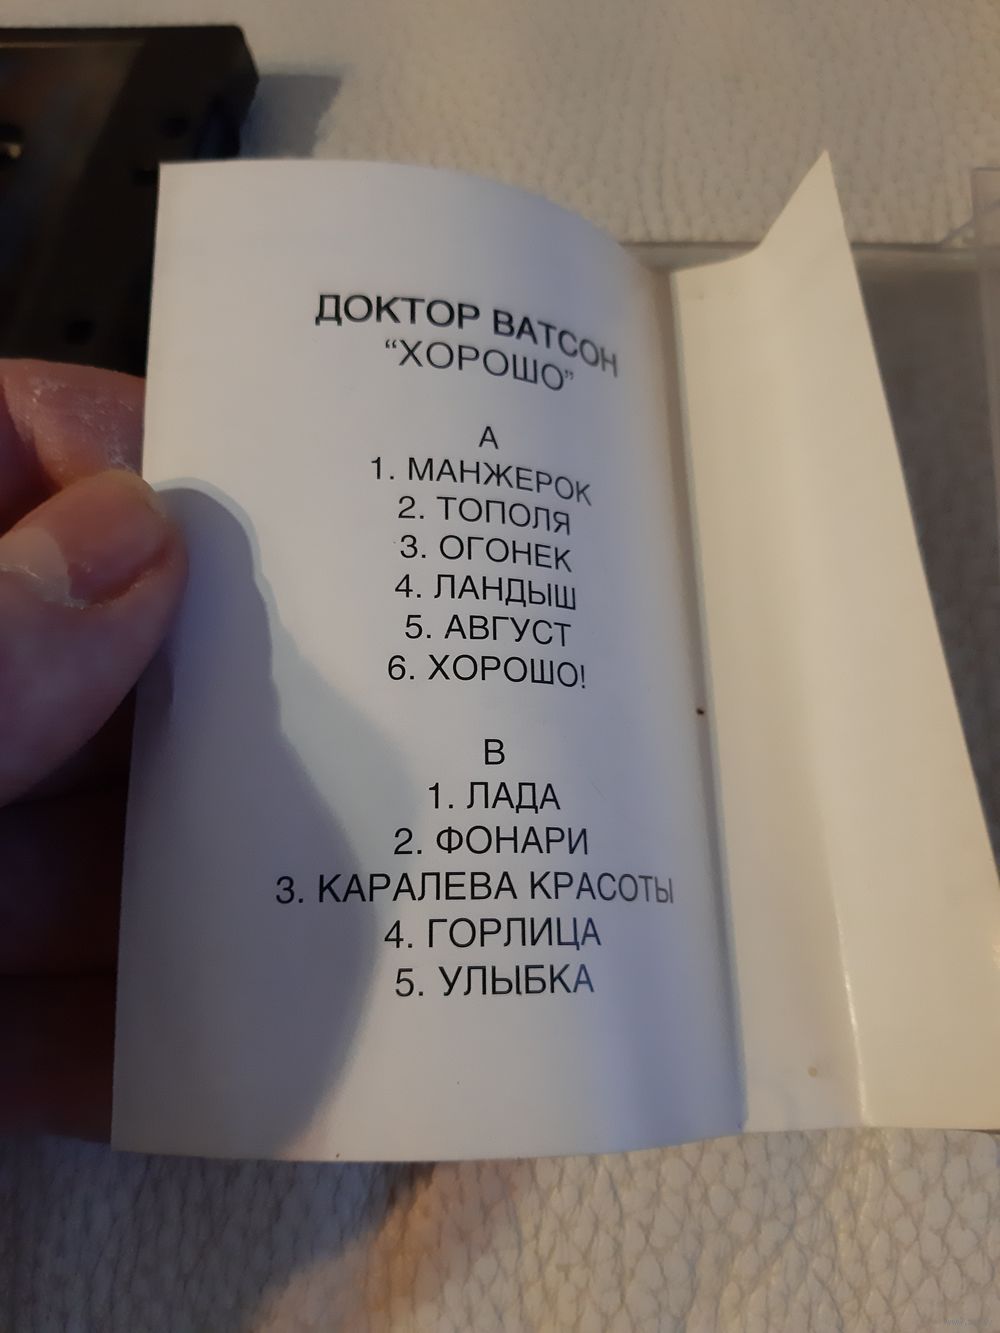 ДОКТОР ВАТСОН
“ХОРОШО”
А
1. МАНЖЕРОК
2. ТОПОЛЯ
3. ОГОНЕК
4. ЛАНДЫШ
5. АВГУСТ
6. ХОРОШО!
В
1. ЛАДА
2. ФОНАРИ
3. КАРАЛЕВА КРАСОТЫ
4. ГОРЛИЦА
5. УЛЫБКА